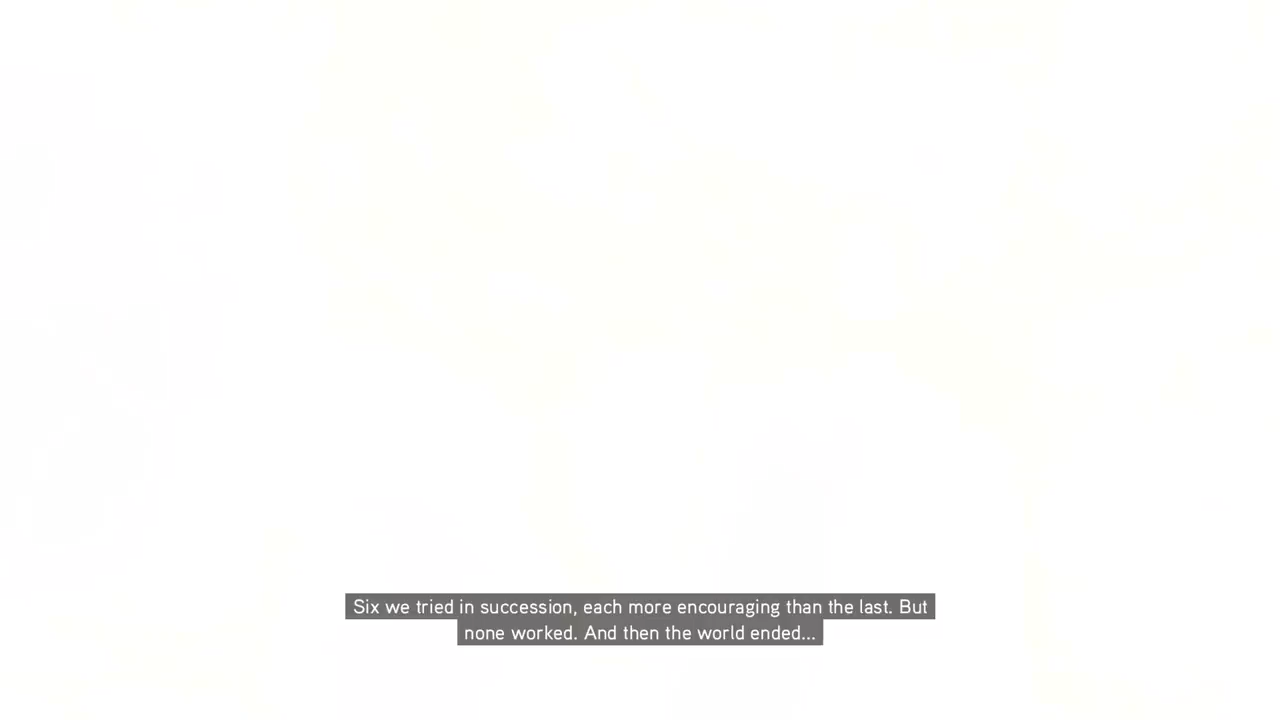 Six we tried in succession, each more encouraging than the last. But
none worked. And then the world ended...